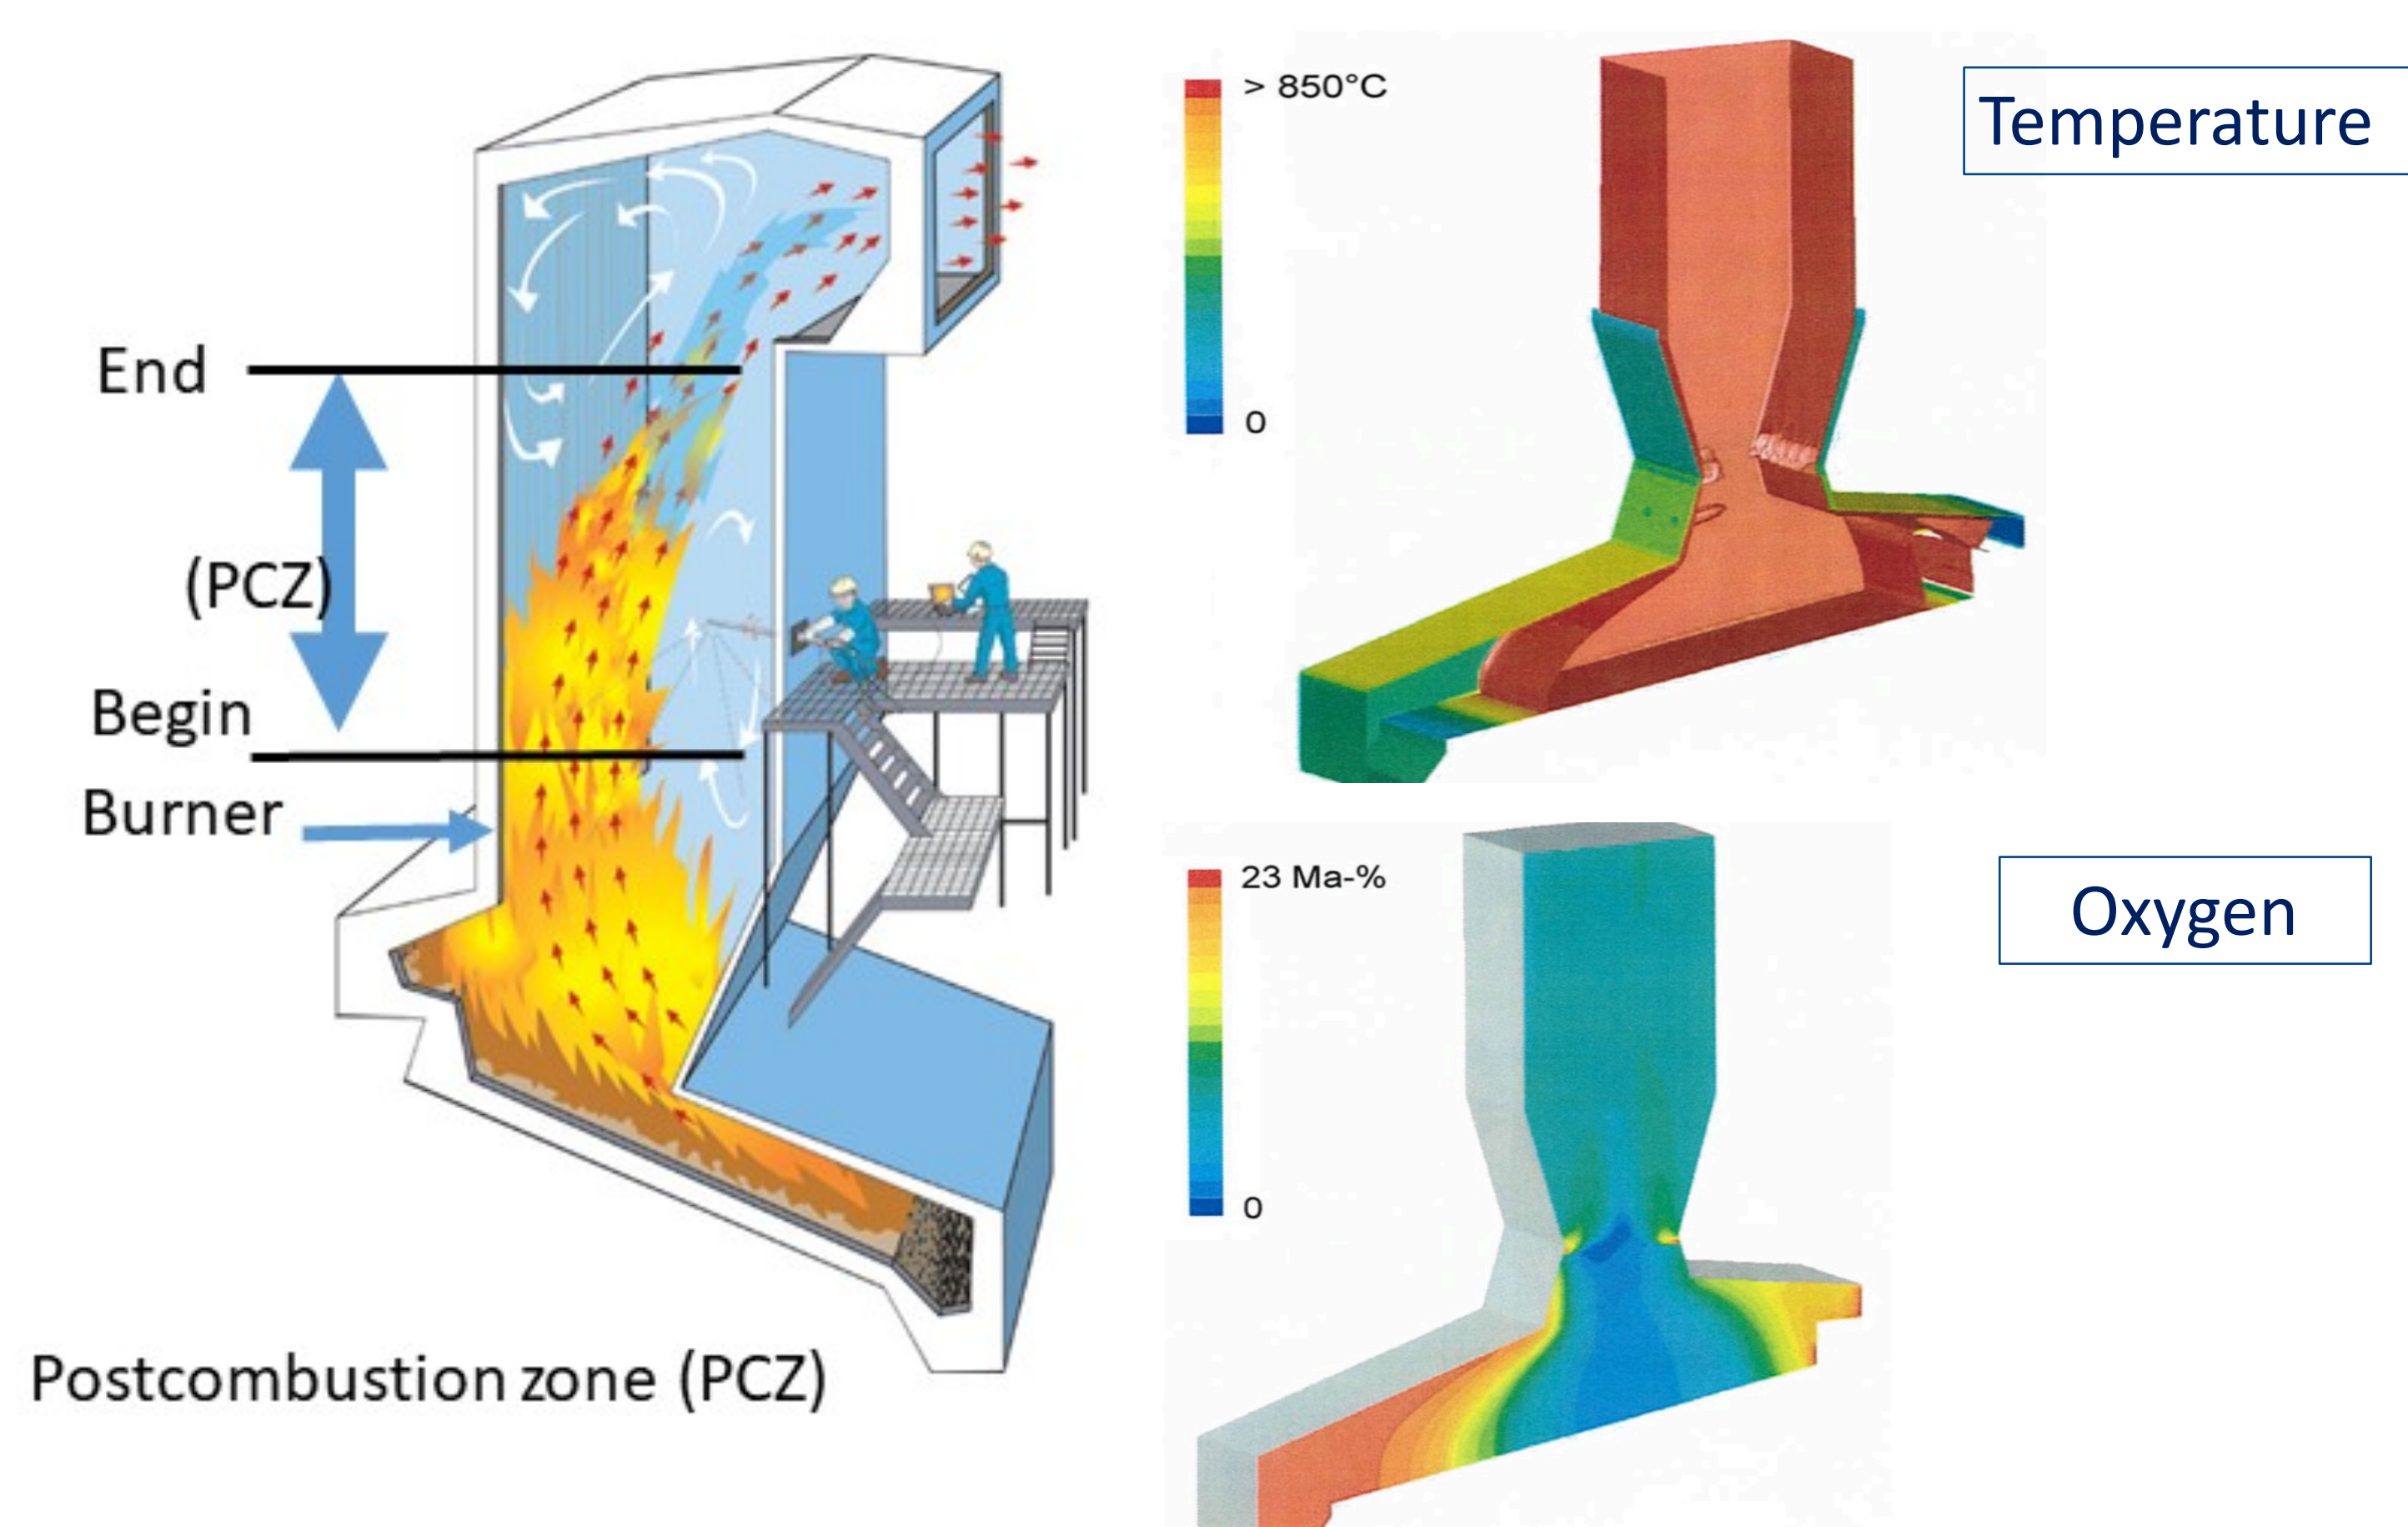 End
(PCZ)
Begin
Burner
Postcombustion zone (PCZ)
> 850°C
0
Temperature
23 Ma-%
0
Oxygen